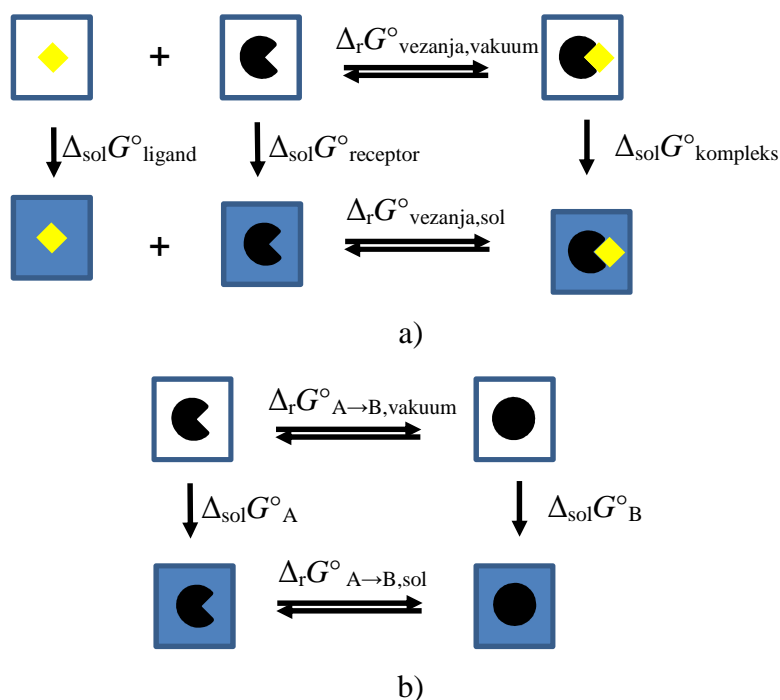 + ΔrG°vezanja,vakuum
ΔsolG°ligand ΔsolG°receptor ΔsolG°kompleks
+ ΔrG°vezanja,sol
a)
ΔrG°A→B,vakuum
ΔsolG°A ΔsolG°B
ΔrG°A→B,sol
b)